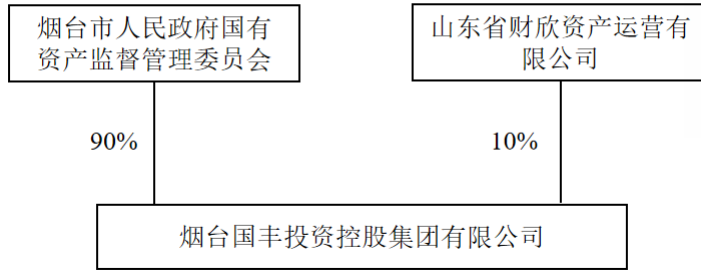 烟台市人民政府国有
资产监督管理委员会
山东省财欣资产运营有
限公司
90%
10%
烟台国丰投资控股集团有限公司